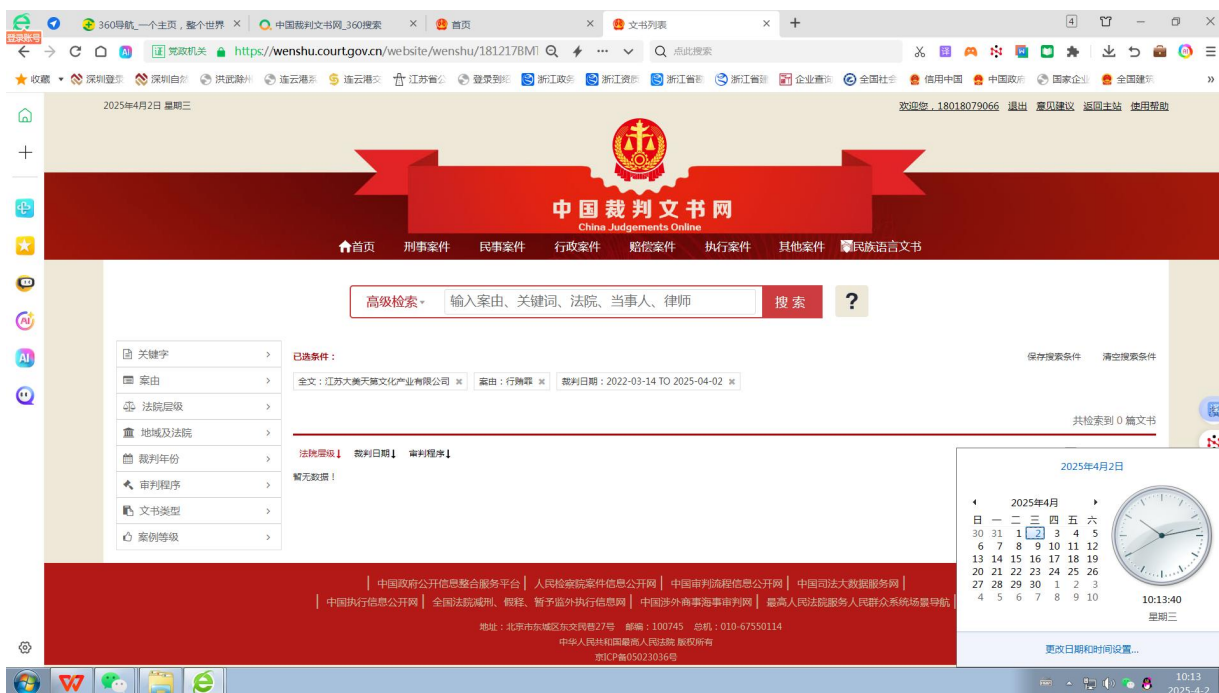 登录账号
360导航_一个主页，整个世界
中国裁判文书网_360搜索
首页
文书列表
4
译 党政机关 https://wenshu.court.gov.cn/website/wenshu/181217BM
点此搜索
收藏 深圳登录 深圳自然 洪武滁州 连云港 连云港交 江苏省公 登录到 浙江政务 浙江资质 浙江省 浙江省 企业查询 全国社会 信用中国 中国政府 国家企业 全国建筑
2025年4月2日 星期三
欢迎您，18018079066 退出 意见建议 返回主站 使用帮助
中国裁判文书网
China Judgements Online
首页 刑事案件 民事案件 行政案件 赔偿案件 执行案件 其他案件 民族语言文书
高级检索 输入案由、关键词、法院、当事人、律师 搜索 ?
关键字
案由
法院层级
地域及法院
裁判年份
审判程序
文书类型
案例等级
已选条件：
保存搜索条件 清空搜索条件
全文：江苏大美天第文化产业有限公司 案由：行贿罪 裁判日期：2022-03-14 TO 2025-04-02
共检索到 0 篇文书
法院层级 裁判日期 审判程序
暂无数据！
中国政府公开信息整合服务平台 | 人民检察院案件信息公开网 | 中国审判流程信息公开网 | 中国司法大数据服务网
中国执行信息公开网 | 全国法院减刑、假释、暂予监外执行信息网 | 中国涉外商事海事审判网 | 最高人民法院服务人民群众系统场景导航
地址：北京市东城区东交民巷27号 邮编：100745 总机：010-67550114
中华人民共和国最高人民法院 版权所有
京ICP备05023036号
2025年4月2日
2025年4月
日 一 二 三 四 五 六
30 31 1 2 3 4 5
6 7 8 9 10 11 12
13 14 15 16 17 18 19
20 21 22 23 24 25 26
27 28 29 30 1 2 3
4 5 6 7 8 9 10
10:13:40
星期三
更改日期和时间设置...
10:13
2025-4-2